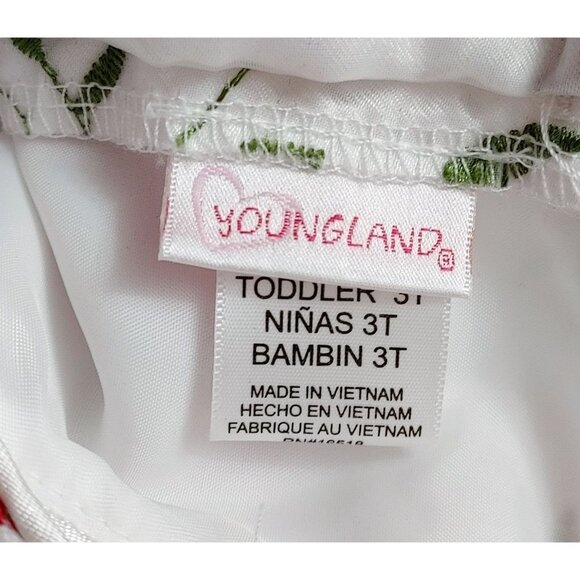 YOUNGLAND®
TODDLER 3T
NIÑAS 3T
BAMBIN 3T
MADE IN VIETNAM
HECHO EN VIETNAM
FABRIQUE AU VIETNAM